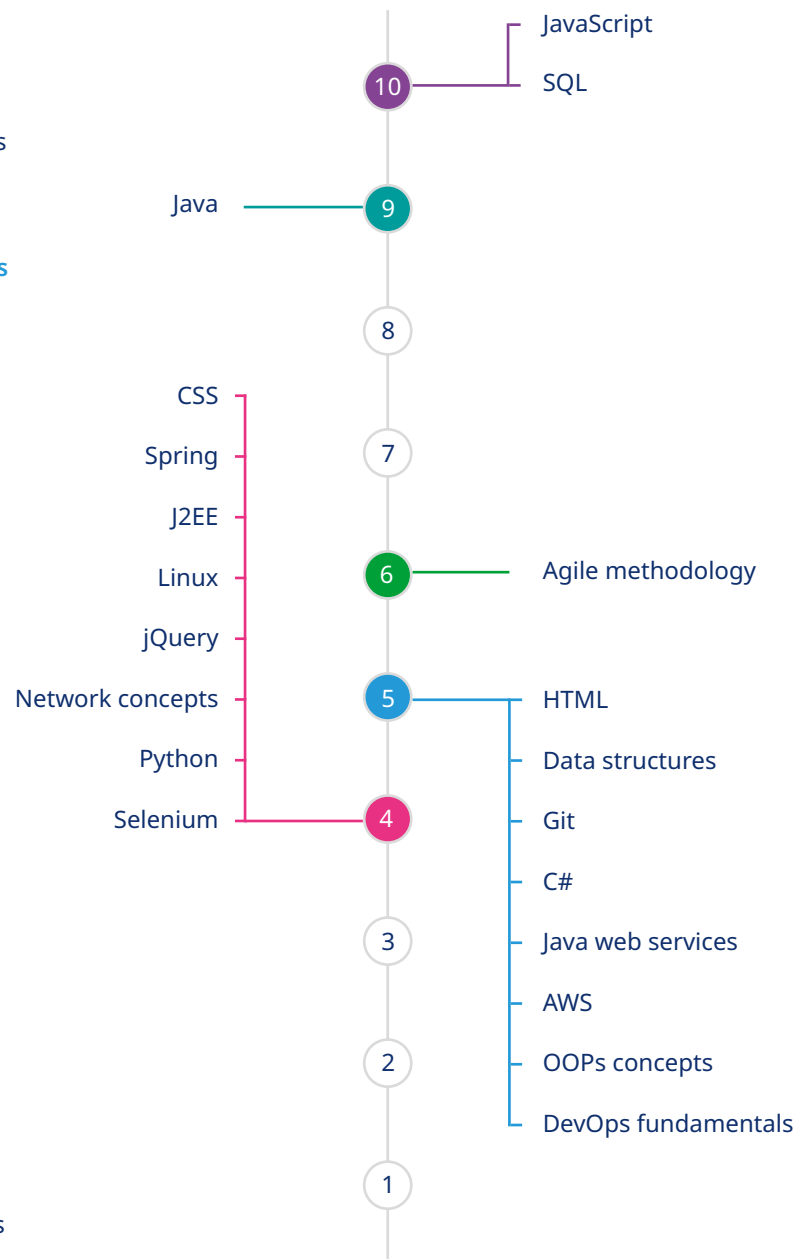 JavaScript
10
SQL
s
Java
9
s
8
CSS
7
Spring
J2EE
6
Agile methodology
Linux
jQuery
Network concepts
5
HTML
Python
Data structures
Selenium
4
Git
C#
3
Java web services
AWS
2
OOPs concepts
DevOps fundamentals
1
s